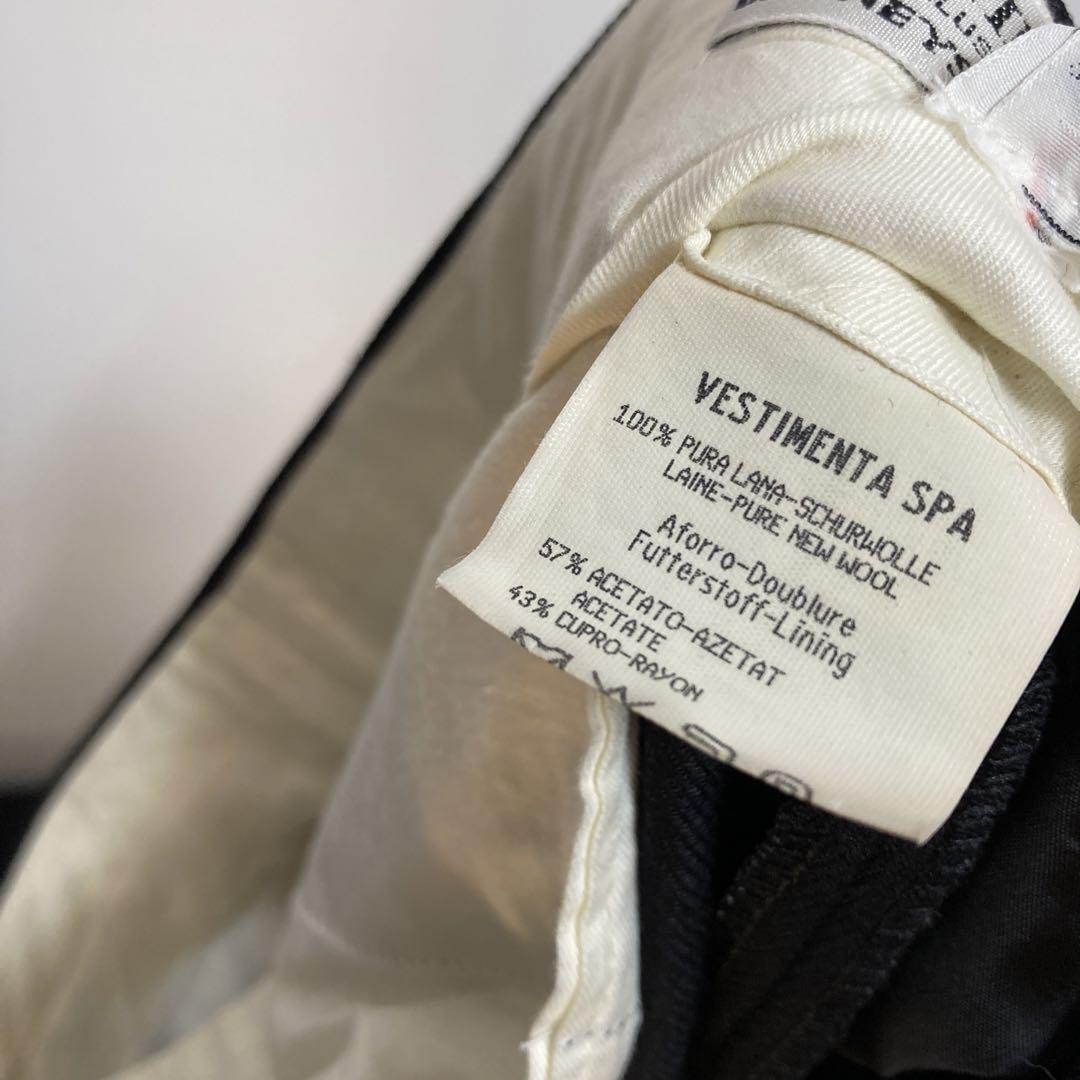 VESTIMENTA SPA
100% PURA LANA-SCHURWOLLE
LAINE-PURE NEW WOOL
Aforro-Doublure
Futterstoff-Lining
57% ACETATO-AZETAT
ACETATE
43% CUPRO-RAYON